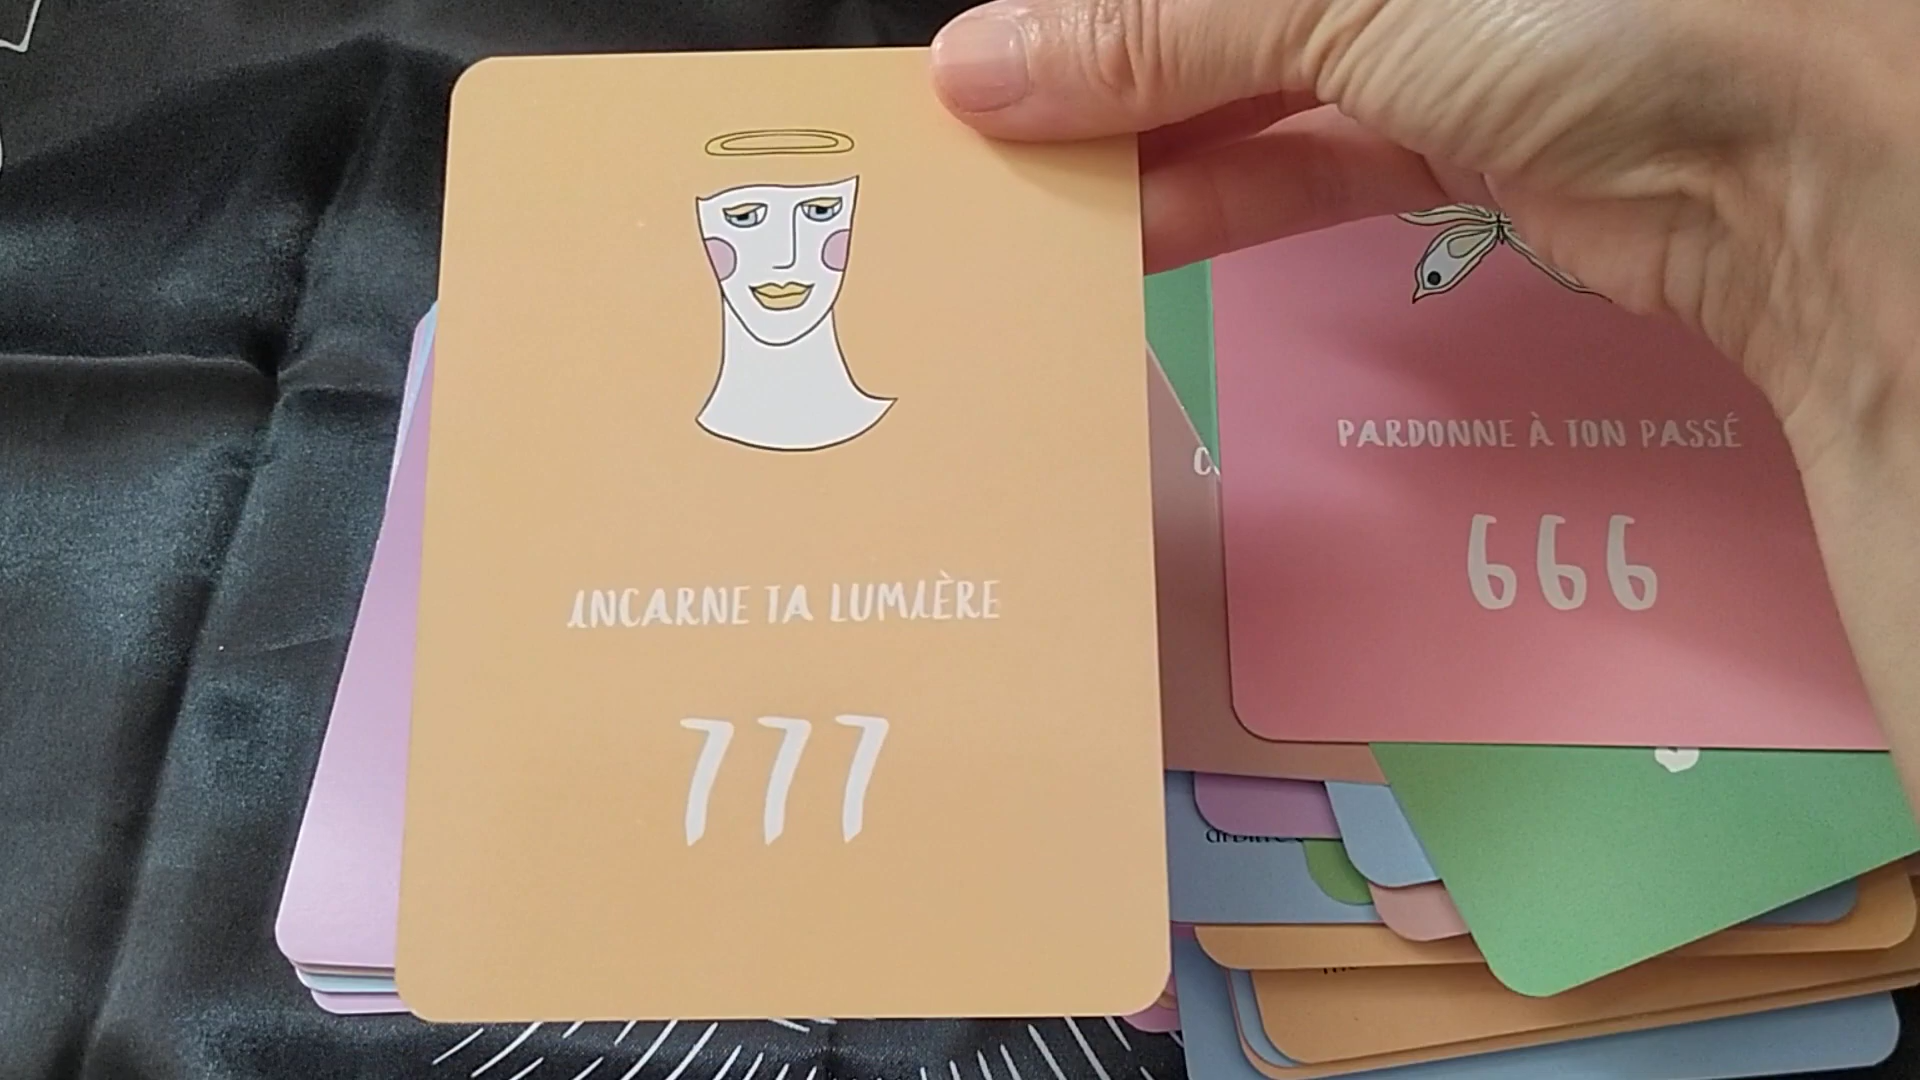 INCARNE TA LUMIÈRE
777
PARDONNE À TON PASSÉ
666